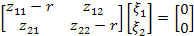 [z₁₁ − r  z₁₂] [ξ₁] = [0]
[z₂₁  z₂₂ − r] [ξ₂] = [0]